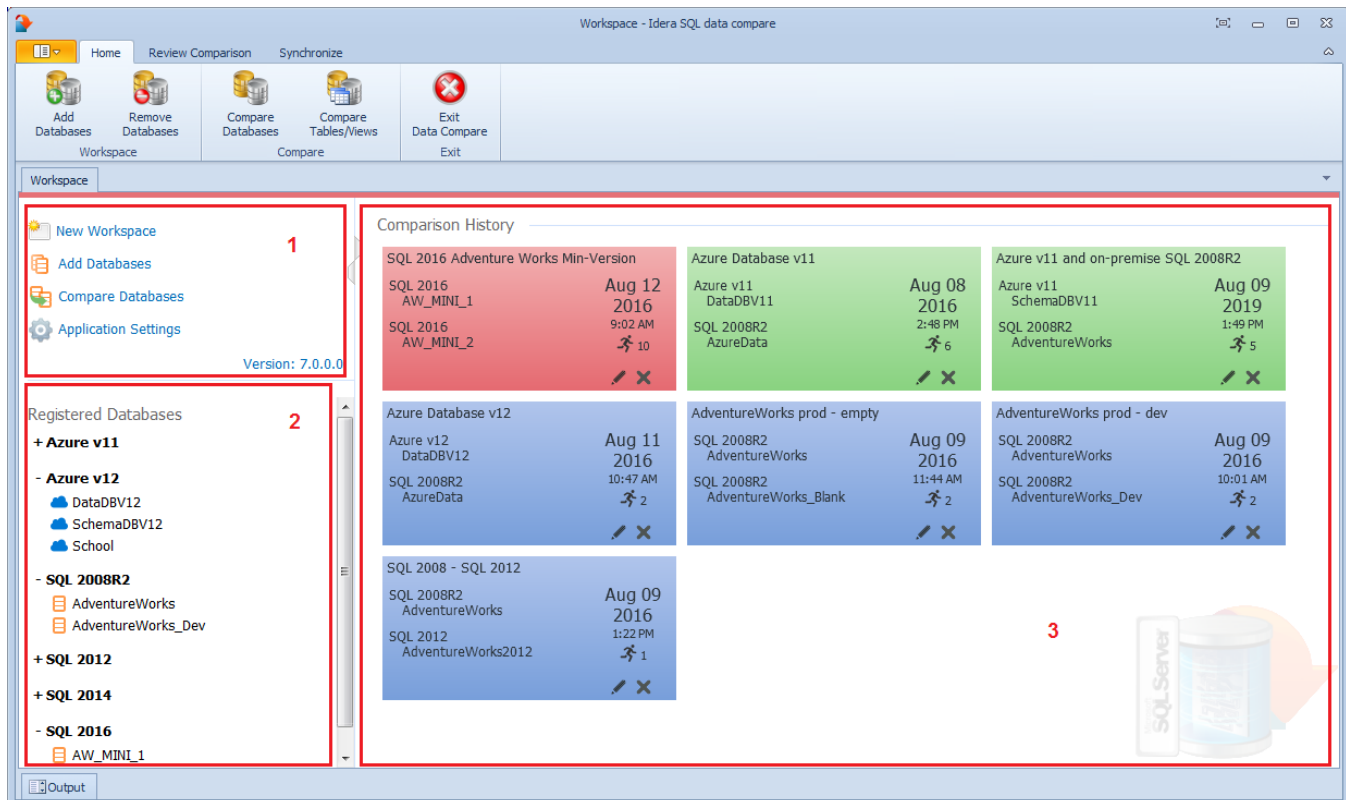 Workspace - Idera SQL data compare
Home Review Comparison Synchronize
Add Databases
Remove Databases
Compare Databases
Compare Tables/Views
Exit Data Compare
Workspace
Compare
Exit
Workspace
New Workspace
1
Add Databases
Compare Databases
Application Settings
Version: 7.0.0.0
Registered Databases
2
+ Azure v11
- Azure v12
DataDBV12
SchemaDBV12
School
- SQL 2008R2
AdventureWorks
AdventureWorks_Dev
+ SQL 2012
+ SQL 2014
- SQL 2016
AW_MINI_1
Comparison History
SQL 2016 Adventure Works Min-Version
SQL 2016
AW_MINI_1
SQL 2016
AW_MINI_2
Aug 12
2016
9:02 AM
10
Azure Database v11
Azure v11
DataDBV11
SQL 2008R2
AzureData
Aug 08
2016
2:48 PM
6
Azure v11 and on-premise SQL 2008R2
Azure v11
SchemaDBV11
SQL 2008R2
AdventureWorks
Aug 09
2019
1:49 PM
5
Azure Database v12
Azure v12
DataDBV12
SQL 2008R2
AzureData
Aug 11
2016
10:47 AM
2
AdventureWorks prod - empty
SQL 2008R2
AdventureWorks
SQL 2008R2
AdventureWorks_Blank
Aug 09
2016
11:44 AM
2
AdventureWorks prod - dev
SQL 2008R2
AdventureWorks
SQL 2008R2
AdventureWorks_Dev
Aug 09
2016
10:01 AM
2
SQL 2008 - SQL 2012
SQL 2008R2
AdventureWorks
SQL 2012
AdventureWorks2012
Aug 09
2016
1:22 PM
1
3
SQL Server
Output